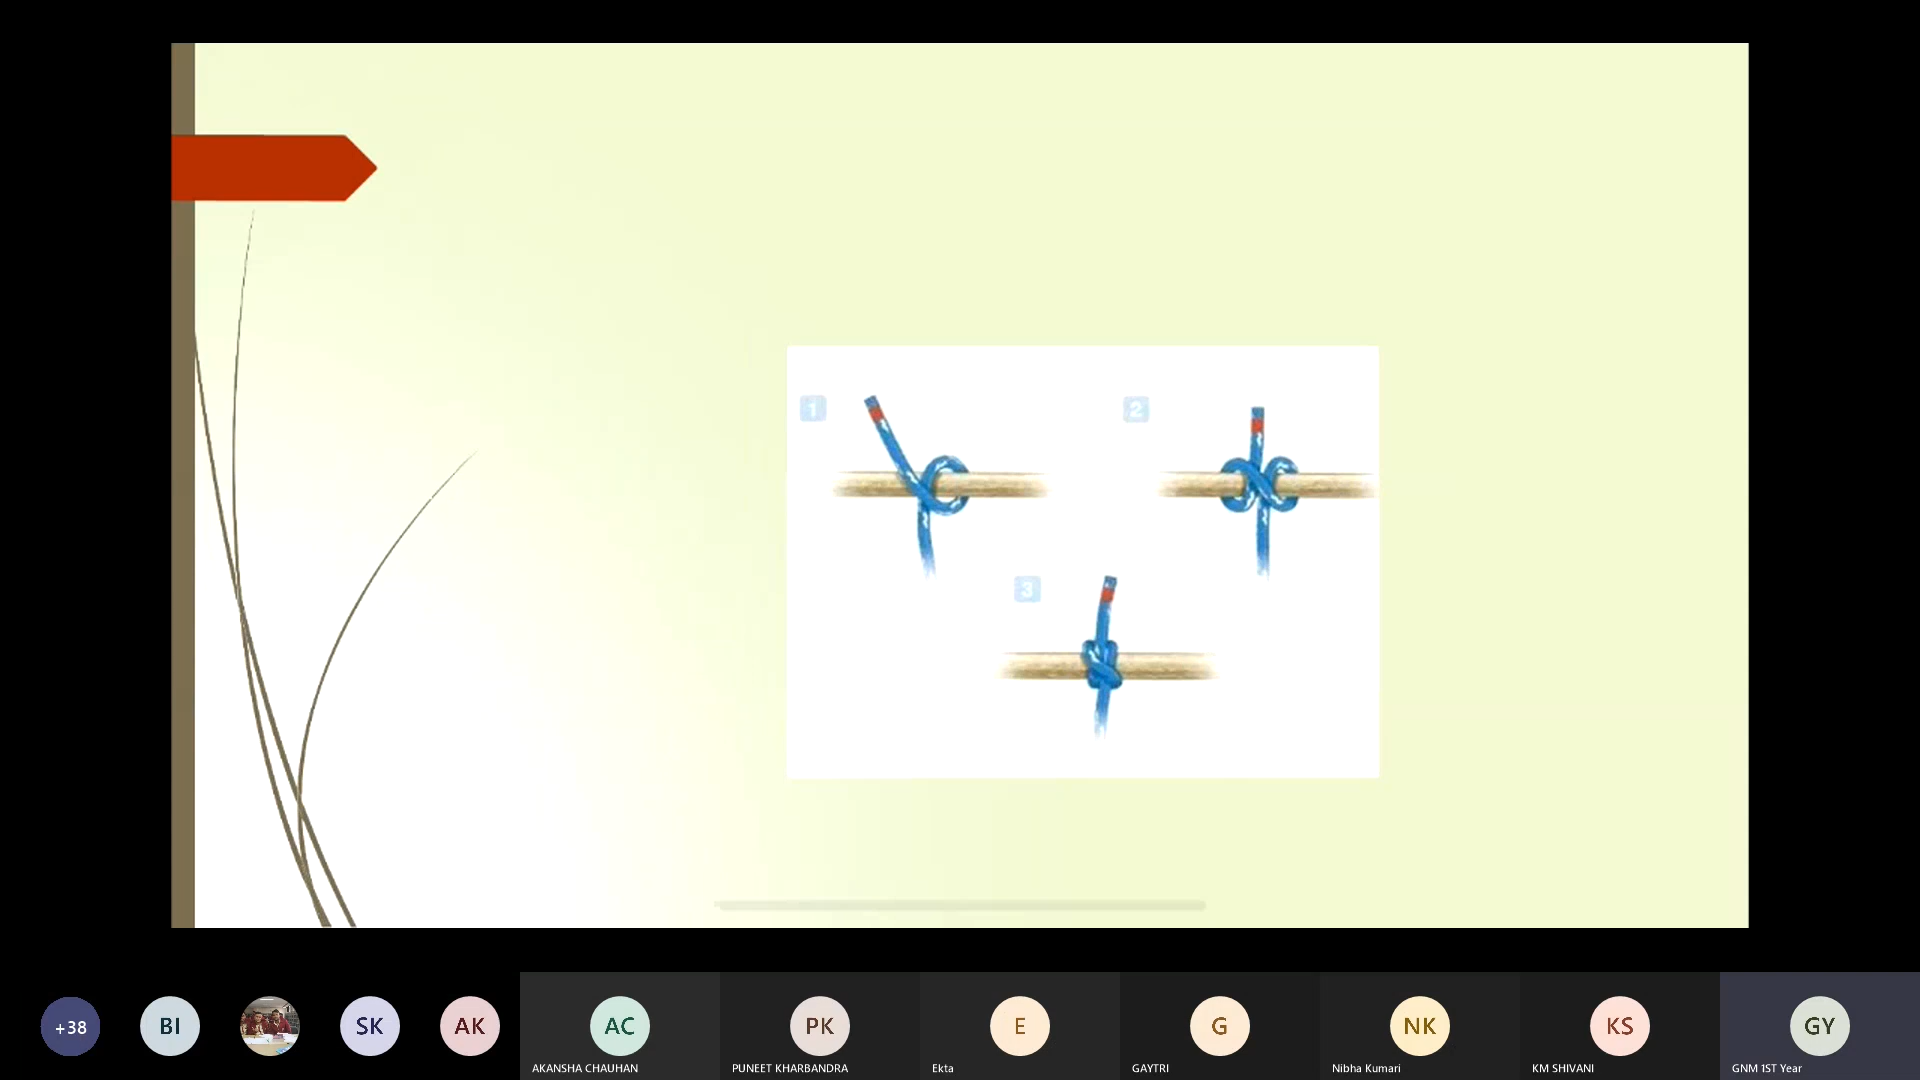 1
2
3
+38
BI
SK
AK
AC
PK
E
G
NK
KS
GY
AKANSHA CHAUHAN
PUNEET KHARBANDRA
Ekta
GAYTRI
Nibha Kumari
KM SHIVANI
GNM 1ST Year